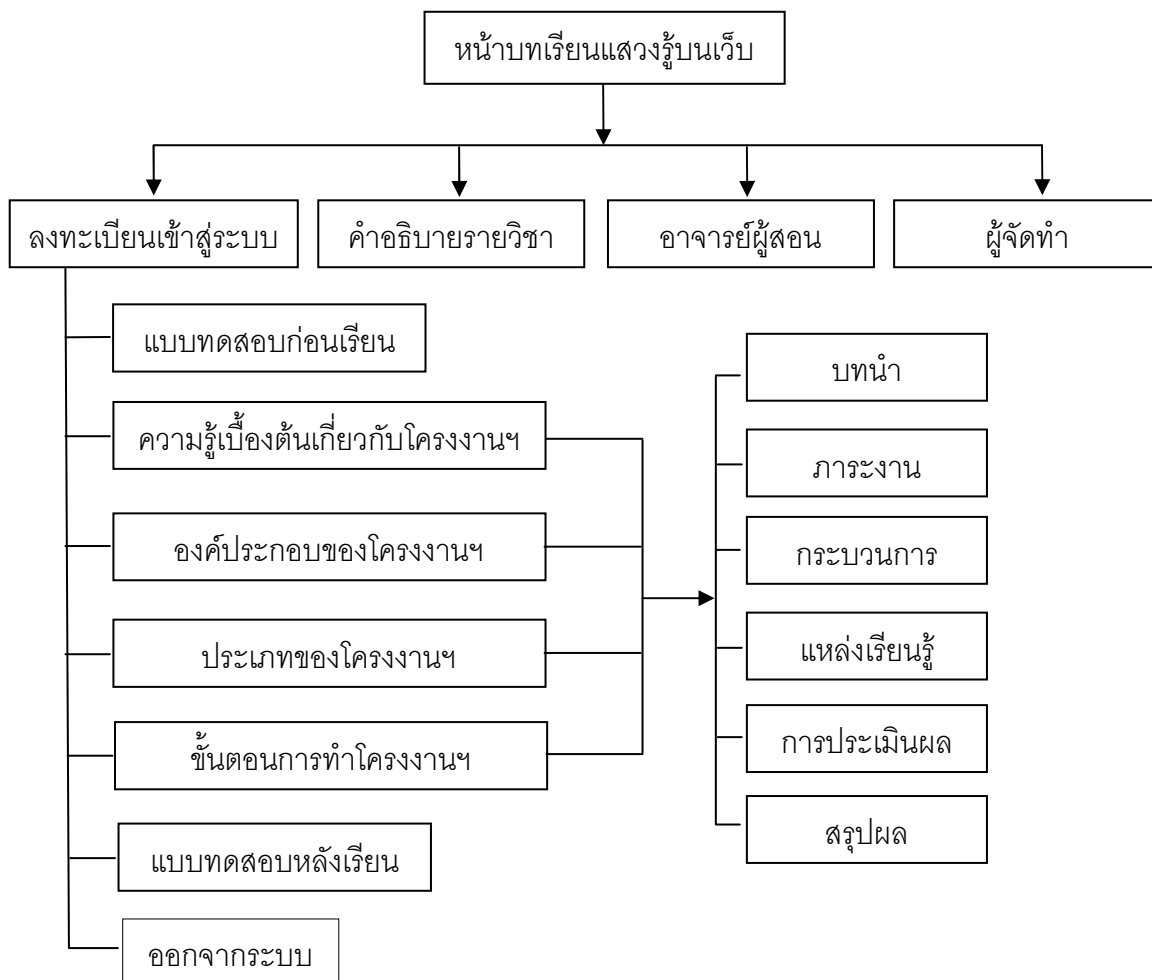 หน้าบทเรียนแสวงรู้บนเว็บ
ลงทะเบียนเข้าสู่ระบบ
คำอธิบายรายวิชา
อาจารย์ผู้สอน
ผู้จัดทำ
แบบทดสอบก่อนเรียน
ความรู้เบื้องต้นเกี่ยวกับโครงงานฯ
องค์ประกอบของโครงงานฯ
ประเภทของโครงงานฯ
ขั้นตอนการทำโครงงานฯ
แบบทดสอบหลังเรียน
ออกจากระบบ
บทนำ
ภาระงาน
กระบวนการ
แหล่งเรียนรู้
การประเมินผล
สรุปผล